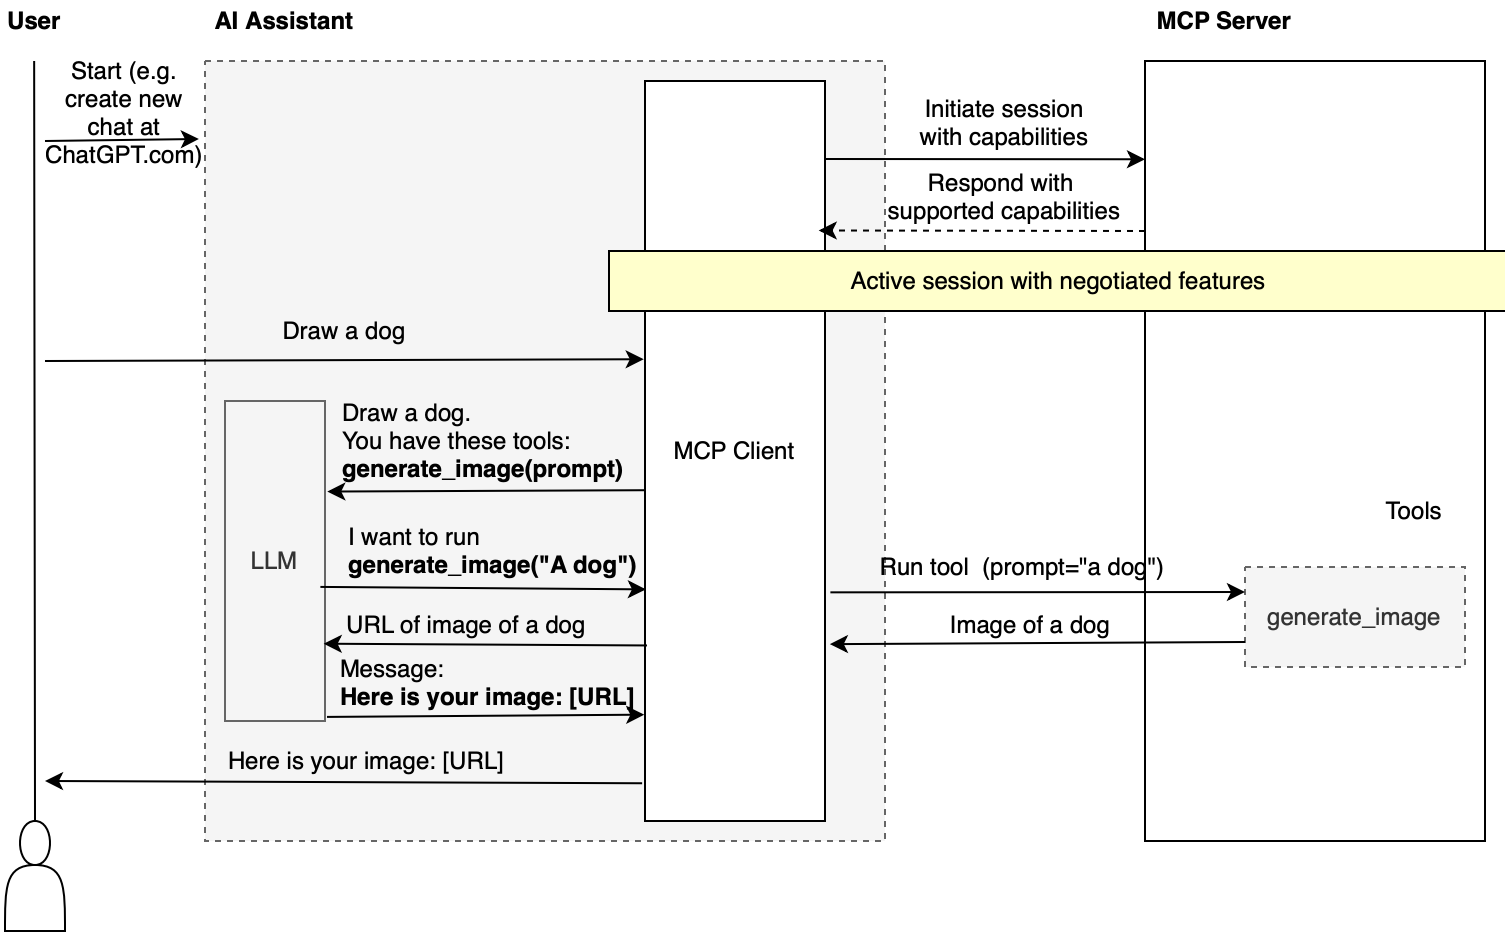 User
AI Assistant
MCP Server
Start (e.g.
create new
chat at
ChatGPT.com)
Initiate session
with capabilities
Respond with
supported capabilities
Active session with negotiated features
Draw a dog
Draw a dog.
You have these tools:
generate_image(prompt)
MCP Client
Tools
I want to run
generate_image("A dog")
LLM
Run tool  (prompt="a dog")
generate_image
URL of image of a dog
Image of a dog
Message:
Here is your image: [URL]
Here is your image: [URL]